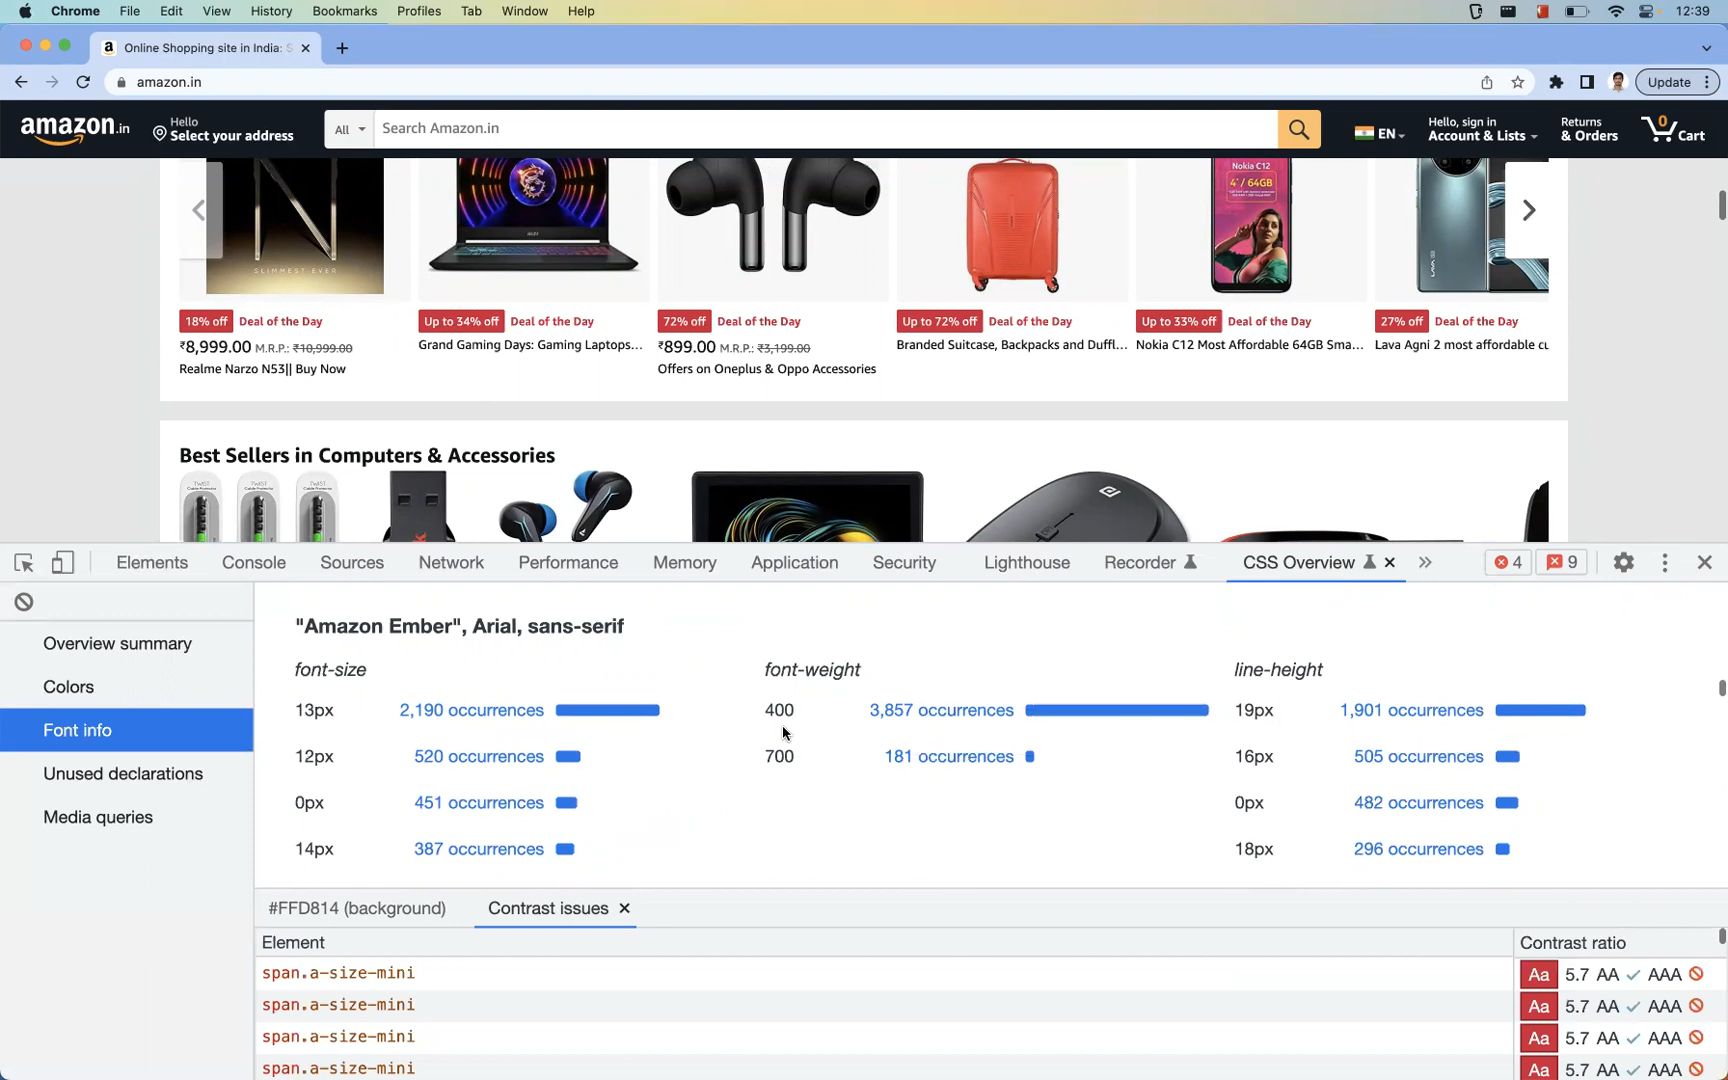 Chrome File Edit View History Bookmarks Profiles Tab Window Help 12:39
a Online Shopping site in India: S
amazon.in Update
amazon.in Hello Select your address All Search Amazon.in EN Hello, sign in Account & Lists Returns & Orders 0 Cart
N
SLIMMEST EVER
msi
Nokia C12
4* / 64GB
LAVA
18% off Deal of the Day Up to 34% off Deal of the Day 72% off Deal of the Day Up to 72% off Deal of the Day Up to 33% off Deal of the Day 27% off Deal of the Day
₹8,999.00 M.R.P.: ₹10,999.00 Grand Gaming Days: Gaming Laptops... ₹899.00 M.R.P.: ₹3,199.00 Branded Suitcase, Backpacks and Duffl... Nokia C12 Most Affordable 64GB Sma... Lava Agni 2 most affordable cu
Realme Narzo N53|| Buy Now Offers on Oneplus & Oppo Accessories
Best Sellers in Computers & Accessories
Elements Console Sources Network Performance Memory Application Security Lighthouse Recorder CSS Overview 4 9
Overview summary
Colors
Font info
Unused declarations
Media queries
"Amazon Ember", Arial, sans-serif
font-size font-weight line-height
13px 2,190 occurrences 400 3,857 occurrences 19px 1,901 occurrences
12px 520 occurrences 700 181 occurrences 16px 505 occurrences
0px 451 occurrences 0px 482 occurrences
14px 387 occurrences 18px 296 occurrences
#FFD814 (background) Contrast issues
Element Contrast ratio
span.a-size-mini Aa 5.7 AA AAA
span.a-size-mini Aa 5.7 AA AAA
span.a-size-mini Aa 5.7 AA AAA
span.a-size-mini Aa 5.7 AA AAA